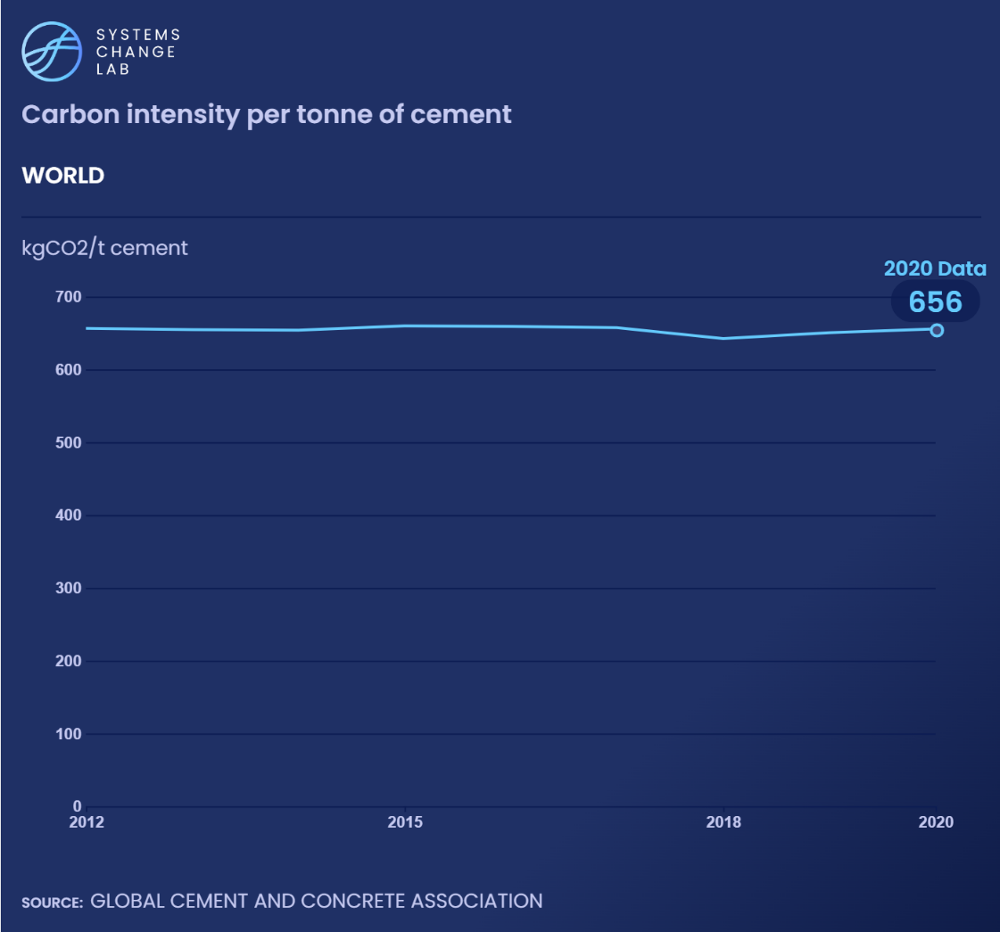 SYSTEMS
CHANGE
LAB
Carbon intensity per tonne of cement
WORLD
kgCO2/t cement
2020 Data
656
700
600
500
400
300
200
100
0
2012 2015 2018 2020
SOURCE: GLOBAL CEMENT AND CONCRETE ASSOCIATION